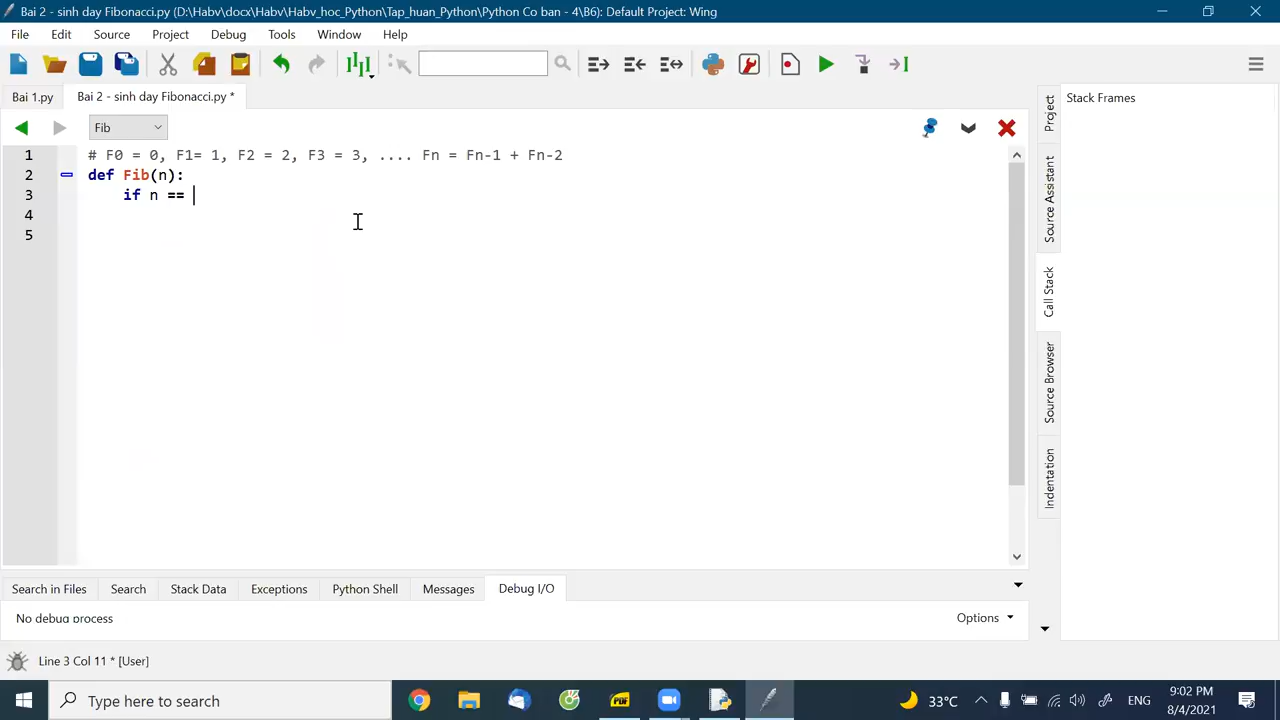 Bai 2 - sinh day Fibonacci.py (D:\Habv\docx\Habv\Habv_hoc_Python\Tap_huan_Python\Python Co ban - 4\B6): Default Project: Wing
File Edit Source Project Debug Tools Window Help
Bai 1.py Bai 2 - sinh day Fibonacci.py *
Fib
1 # F0 = 0, F1= 1, F2 = 2, F3 = 3, .... Fn = Fn-1 + Fn-2
2 def Fib(n):
3 if n ==
4
5
Stack Frames
Project
Source Assistant
Call Stack
Source Browser
Indentation
Search in Files Search Stack Data Exceptions Python Shell Messages Debug I/O
No debug process Options
Line 3 Col 11 * [User]
Type here to search
PDF
33°C
ENG
9:02 PM
8/4/2021